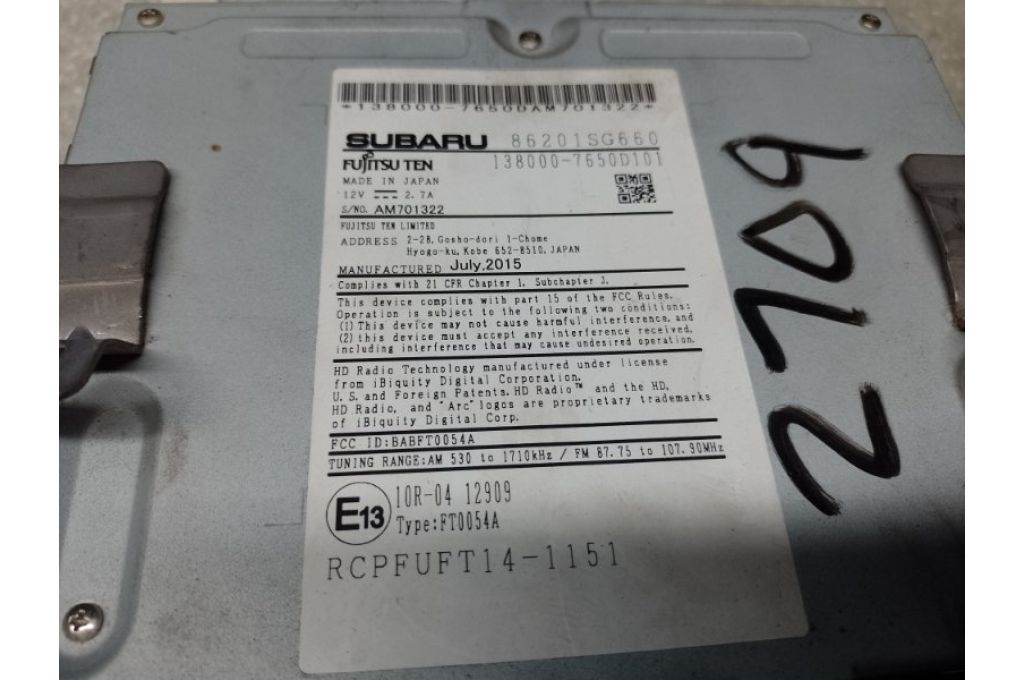 *138000-7650DAM701322*
SUBARU 86201SG660
FUJITSU TEN 138000-7650D101
MADE IN JAPAN
12V 2.7A
S/NO. AM701322
FUJITSU TEN LIMITED
ADDRESS 2-28, Gosho-dori 1-Chome
Hyogo-ku, Kobe 652-8510, JAPAN
MANUFACTURED July,2015
Complies with 21 CFR Chapter 1, Subchapter J.
This device complies with part 15 of the FCC Rules.
Operation is subject to the following two conditions:
(1) This device may not cause harmful interference, and
(2) this device must accept any interference received,
including interference that may cause undesired operation.
HD Radio Technology manufactured under license
from iBiquity Digital Corporation.
U.S. and Foreign Patents. HD Radio™ and the HD,
HD Radio, and "Arc" logos are proprietary trademarks
of iBiquity Digital Corp.
FCC ID:BABFT0054A
TUNING RANGE:AM 530 to 1710kHz / FM 87.75 to 107.90MHz
E13
10R-04 12909
Type:FT0054A
RCPFUFT14-1151
2709